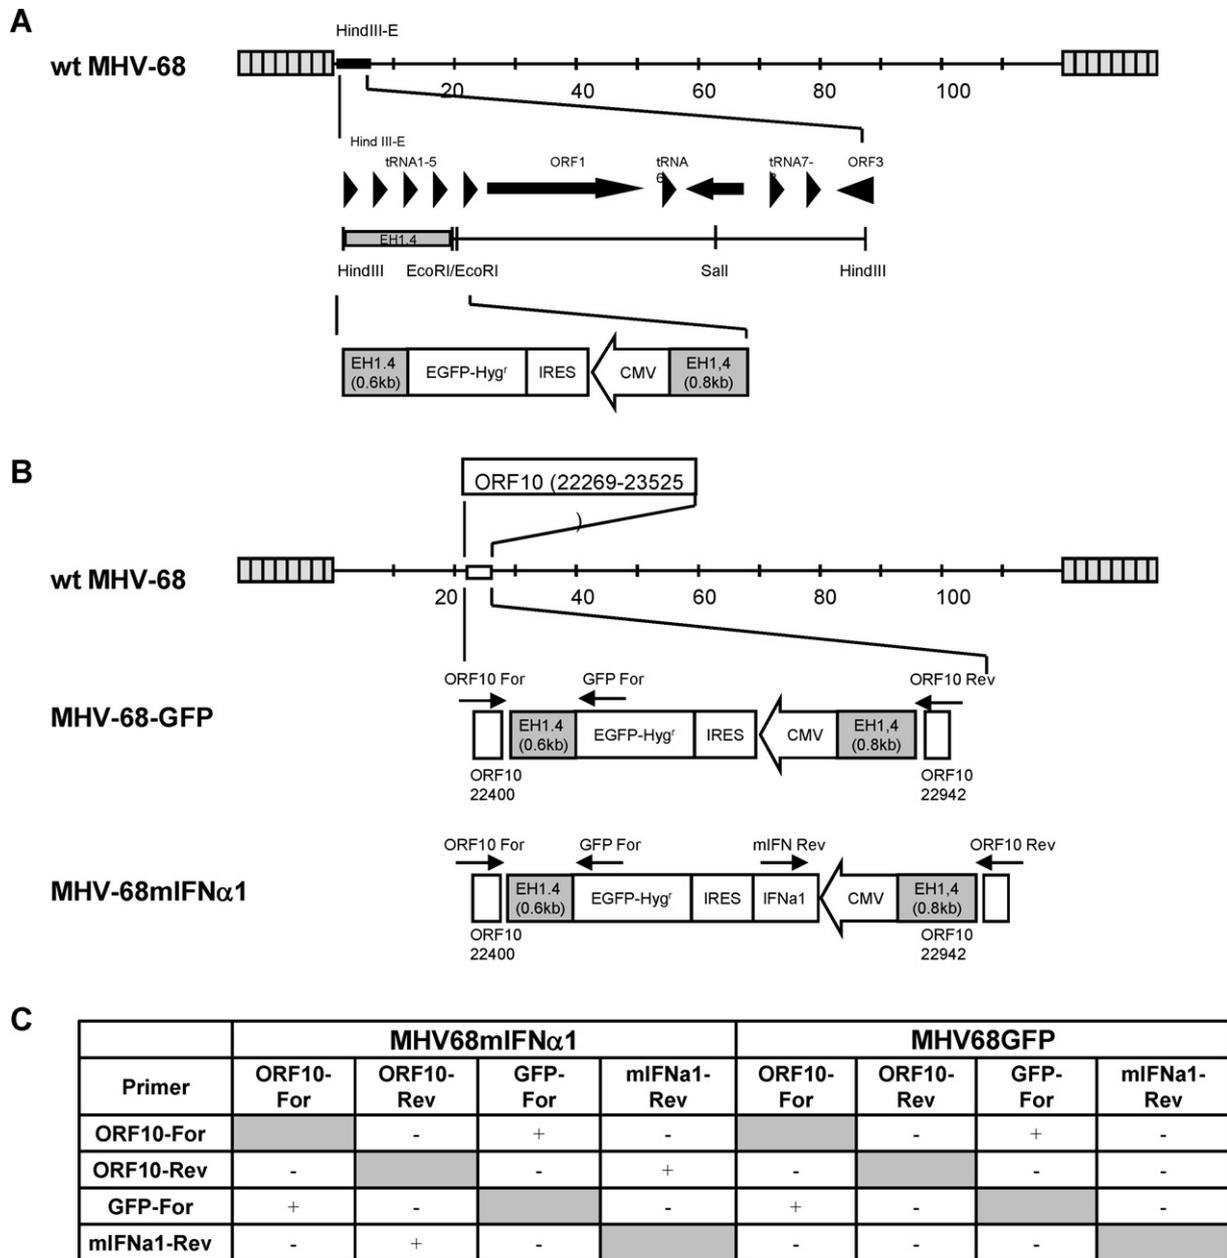 A
HindIII-E
wt MHV-68
20 40 60 80 100
Hind III-E
tRNA1-5 ORF1 tRNA tRNA7- ORF3
6
EH1.4
HindIII EcoRI/EcoRI SalI HindIII
EH1.4 EGFP-Hygʳ IRES CMV EH1,4
(0.6kb) (0.8kb)
B
ORF10 (22269-23525
)
wt MHV-68
20 40 60 80 100
ORF10 For GFP For ORF10 Rev
MHV-68-GFP
EH1.4 EGFP-Hygʳ IRES CMV EH1,4
(0.6kb) (0.8kb)
ORF10 ORF10
22400 22942
ORF10 For GFP For mIFN Rev ORF10 Rev
MHV-68mIFNα1
EH1.4 EGFP-Hygʳ IRES IFNa1 CMV EH1,4
(0.6kb) (0.8kb)
ORF10 ORF10
22400 22942
C
MHV68mIFNα1 MHV68GFP
Primer ORF10-For ORF10-Rev GFP-For mIFNa1-Rev ORF10-For ORF10-Rev GFP-For mIFNa1-Rev
ORF10-For - + - - + -
ORF10-Rev - - + - - -
GFP-For + - - + - -
mIFNa1-Rev - + - - - -